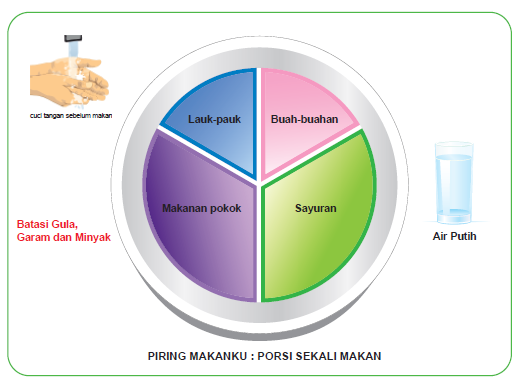 cuci tangan sebelum makan
Lauk-pauk
Buah-buahan
Makanan pokok
Sayuran
Batasi Gula,
Garam dan Minyak
Air Putih
PIRING MAKANKU : PORSI SEKALI MAKAN